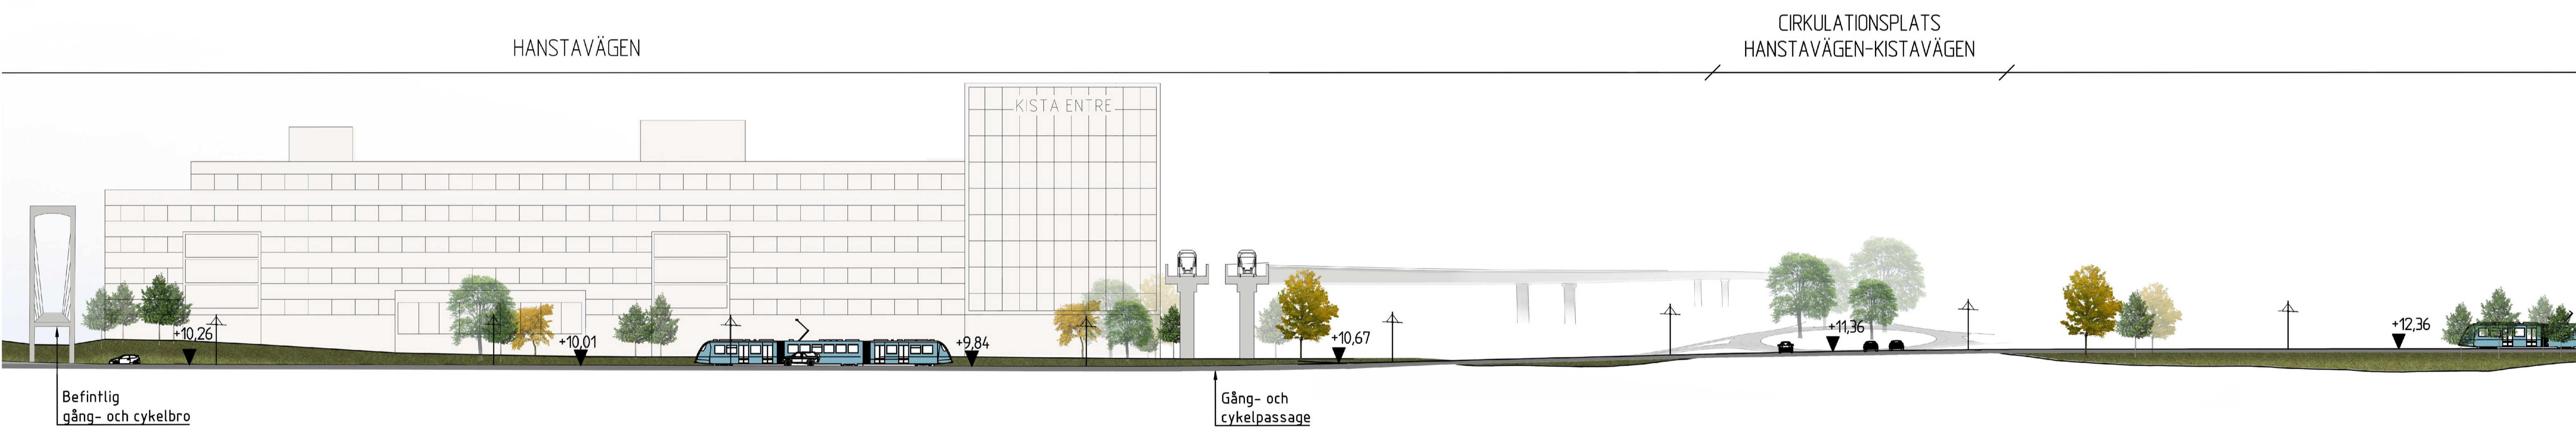 HANSTAVÄGEN
CIRKULATIONSPLATS
HANSTAVÄGEN-KISTAVÄGEN
KISTA ENTRE
+10,26
+10,01
+9,84
+10,67
+11,36
+12,36
Befintlig
gång- och cykelbro
Gång- och
cykelpassage